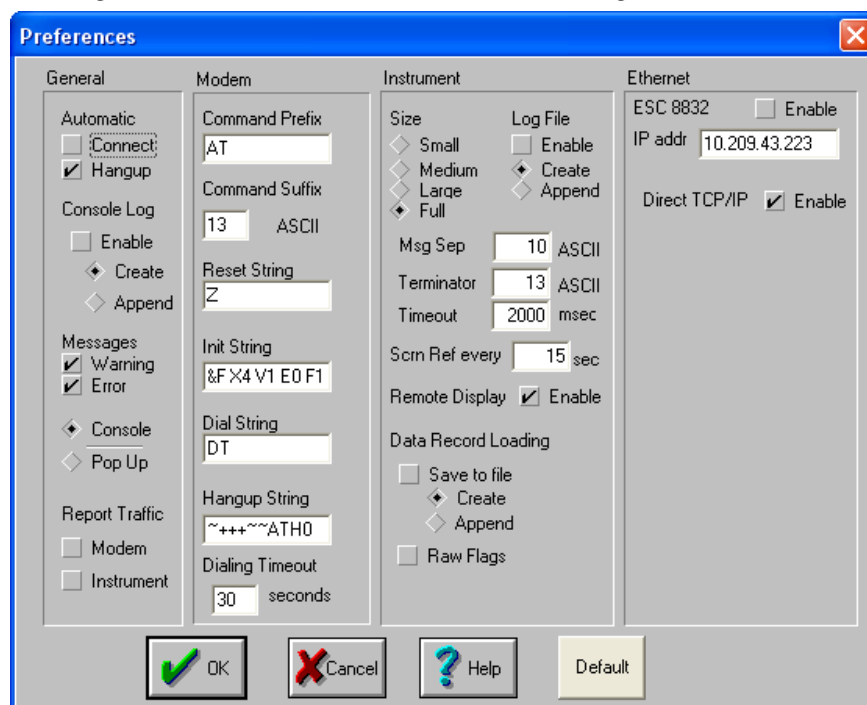 Preferences
General
Automatic
Connect
Hangup
Console Log
Enable
Create
Append
Messages
Warning
Error
Console
Pop Up
Report Traffic
Modem
Instrument
Modem
Command Prefix
AT
Command Suffix
13 ASCII
Reset String
Z
Init String
&F X4 V1 E0 F1
Dial String
DT
Hangup String
~+++~~ATH0
Dialing Timeout
30 seconds
Instrument
Size
Small
Medium
Large
Full
Log File
Enable
Create
Append
Msg Sep 10 ASCII
Terminator 13 ASCII
Timeout 2000 msec
Scrn Ref every 15 sec
Remote Display Enable
Data Record Loading
Save to file
Create
Append
Raw Flags
Ethernet
ESC 8832 Enable
IP addr 10.209.43.223
Direct TCP/IP Enable
OK
Cancel
Help
Default